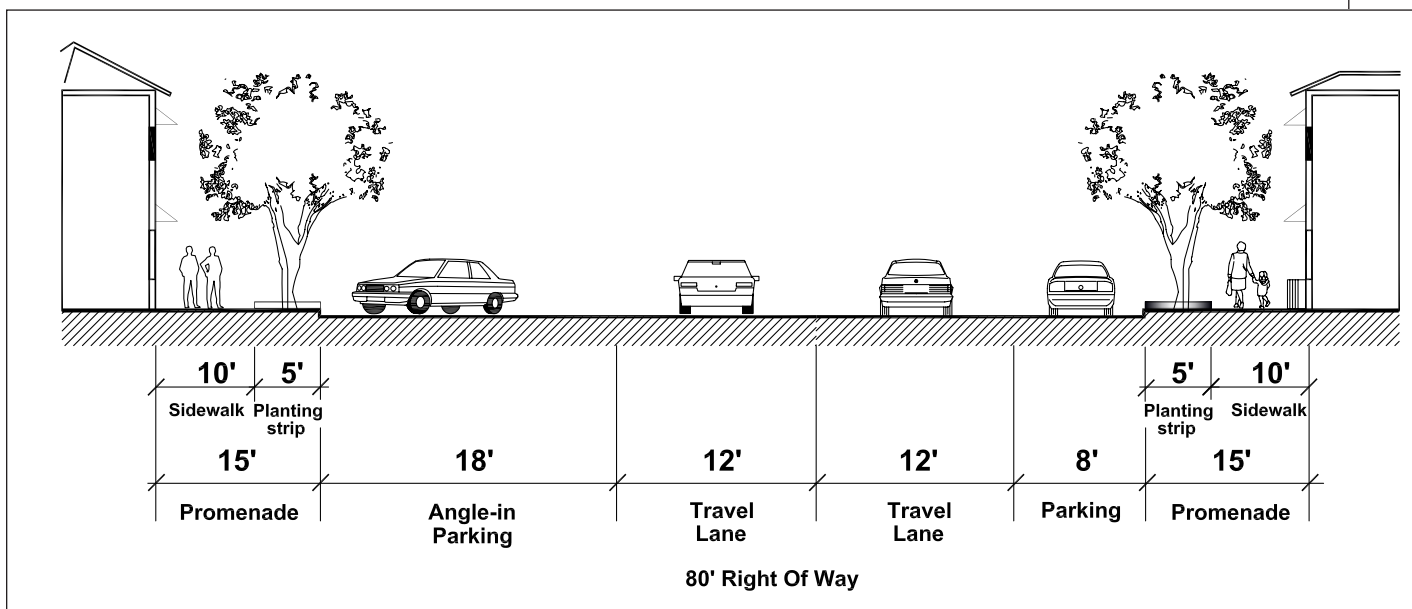 10' 5' 5' 10'
Sidewalk Planting strip Planting strip Sidewalk
15' 18' 12' 12' 8' 15'
Promenade Angle-in Parking Travel Lane Travel Lane Parking Promenade
80' Right Of Way